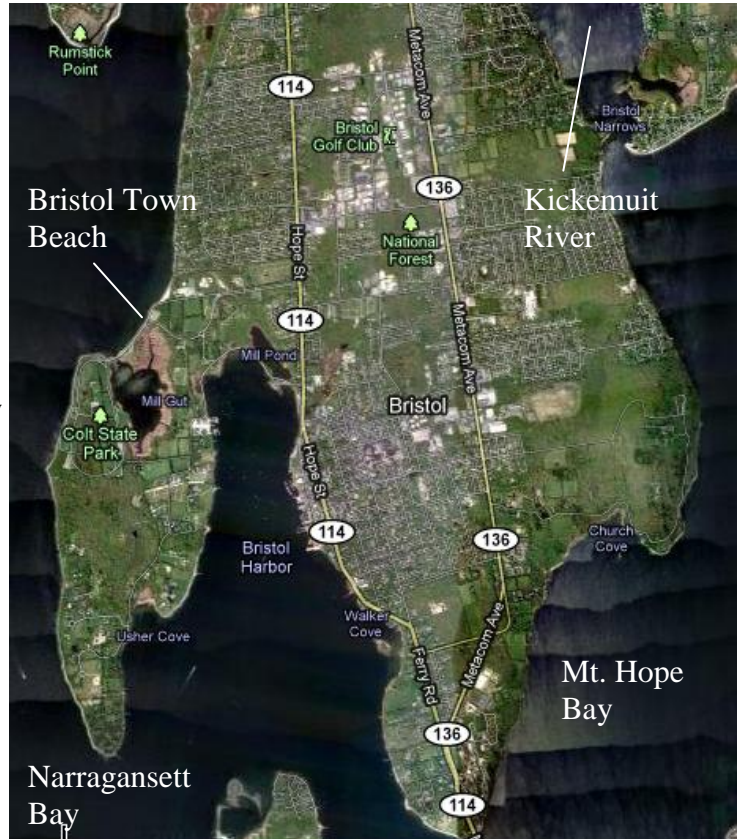 Rumstick
Point
114
Metacom Ave
Bristol
Golf Club
Bristol
Narrows
136
Bristol Town
Beach
Kickemuit
River
National
Forest
Hope St
114
Metacom Ave
Mill Pond
Mill Gut
Bristol
Colt State
Park
Hope St
114
136
Church
Cove
Bristol
Harbor
Walker
Cove
Usher Cove
Ferry Rd
Metacom Ave
Mt. Hope
Bay
136
Narragansett
Bay
114